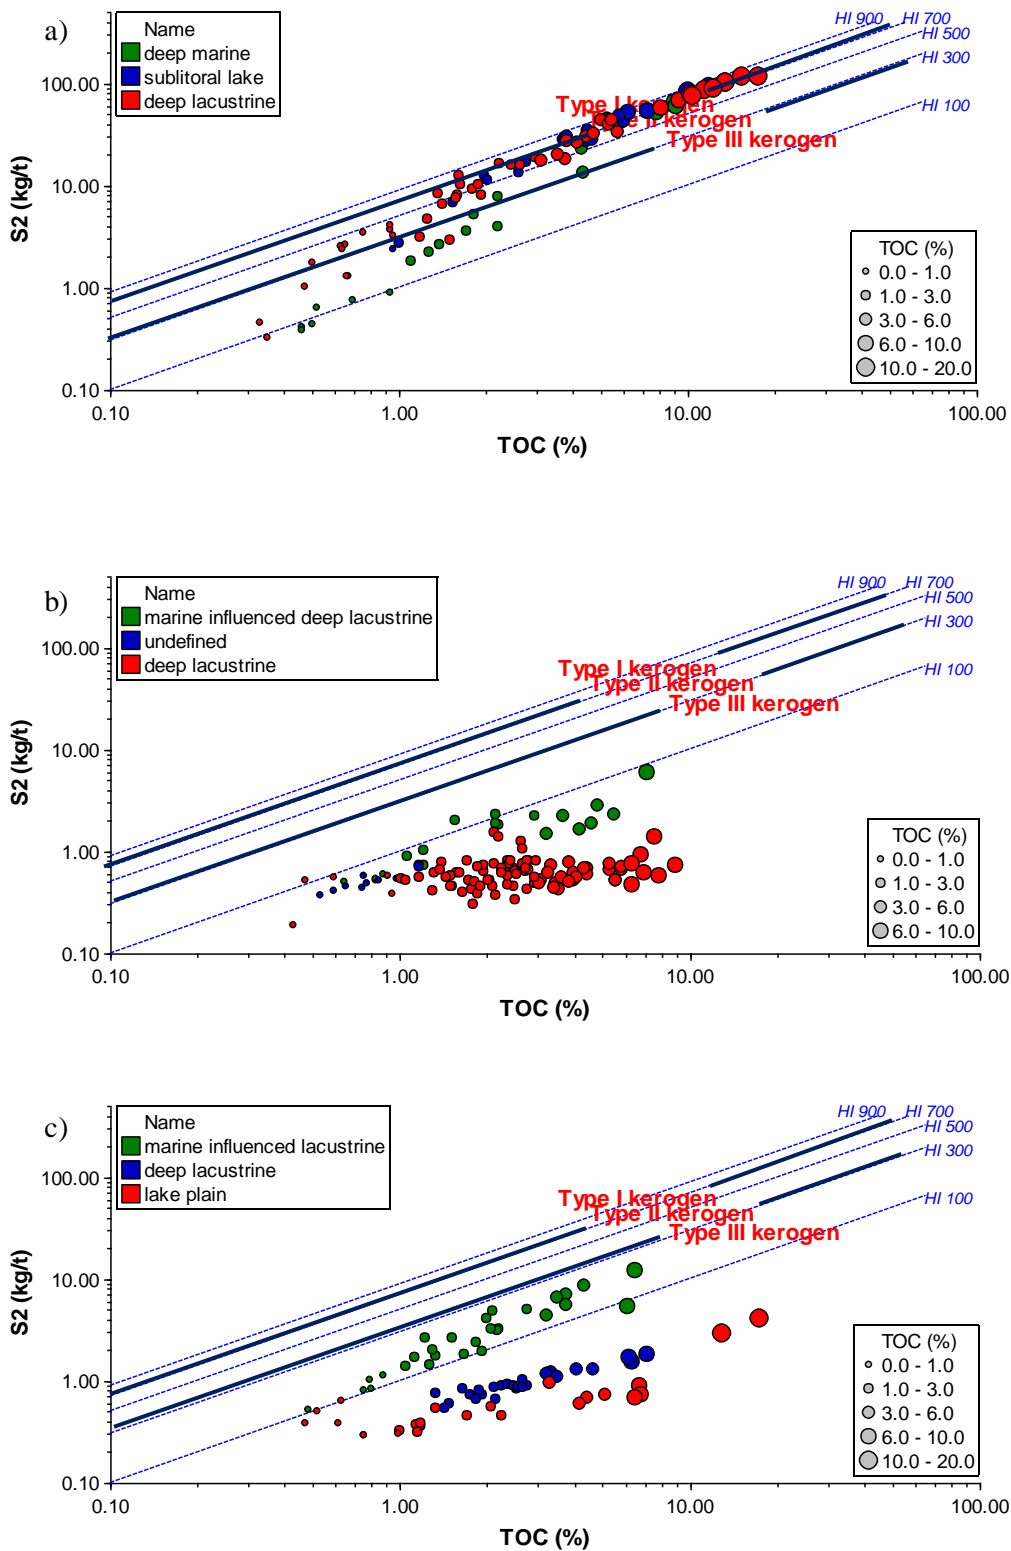 a)
Name
deep marine
sublitoral lake
deep lacustrine
HI 900
HI 700
HI 500
HI 300
HI 100
Type I kerogen
Type II kerogen
Type III kerogen
100.00
10.00
1.00
0.10
S2 (kg/t)
TOC (%)
0.0 - 1.0
1.0 - 3.0
3.0 - 6.0
6.0 - 10.0
10.0 - 20.0
0.10
1.00
10.00
100.00
TOC (%)
b)
Name
marine influenced deep lacustrine
undefined
deep lacustrine
HI 900
HI 700
HI 500
HI 300
HI 100
Type I kerogen
Type II kerogen
Type III kerogen
100.00
10.00
1.00
0.10
S2 (kg/t)
TOC (%)
0.0 - 1.0
1.0 - 3.0
3.0 - 6.0
6.0 - 10.0
0.10
1.00
10.00
100.00
TOC (%)
c)
Name
marine influenced lacustrine
deep lacustrine
lake plain
HI 900
HI 700
HI 500
HI 300
HI 100
Type I kerogen
Type II kerogen
Type III kerogen
100.00
10.00
1.00
0.10
S2 (kg/t)
TOC (%)
0.0 - 1.0
1.0 - 3.0
3.0 - 6.0
6.0 - 10.0
10.0 - 20.0
0.10
1.00
10.00
100.00
TOC (%)